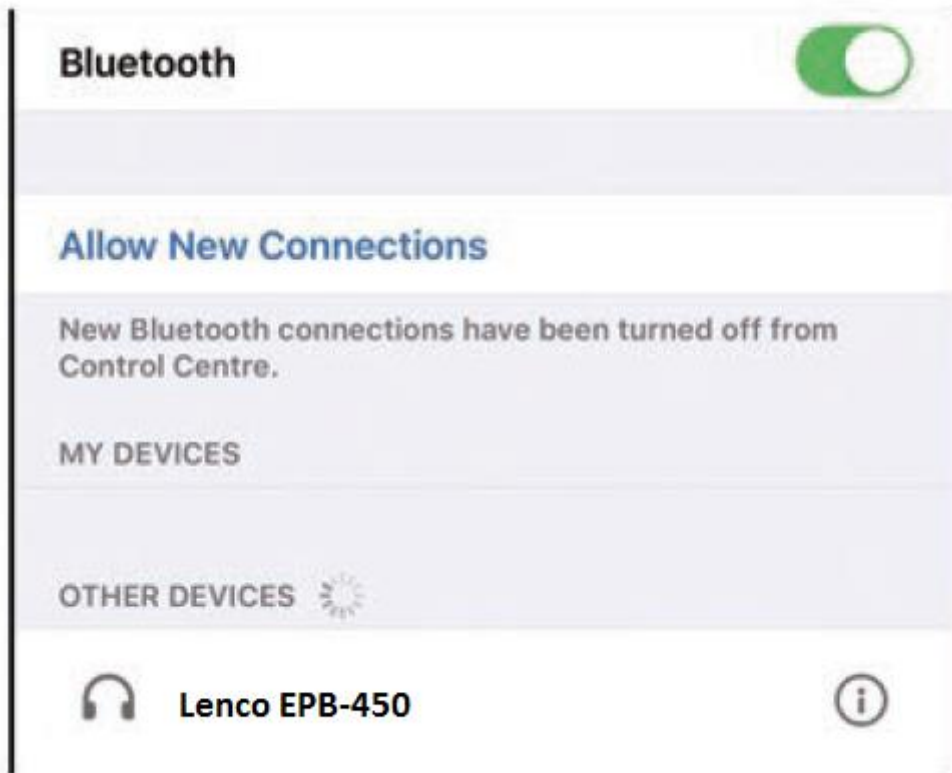 Bluetooth
Allow New Connections
New Bluetooth connections have been turned off from
Control Centre.
MY DEVICES
OTHER DEVICES
Lenco EPB-450